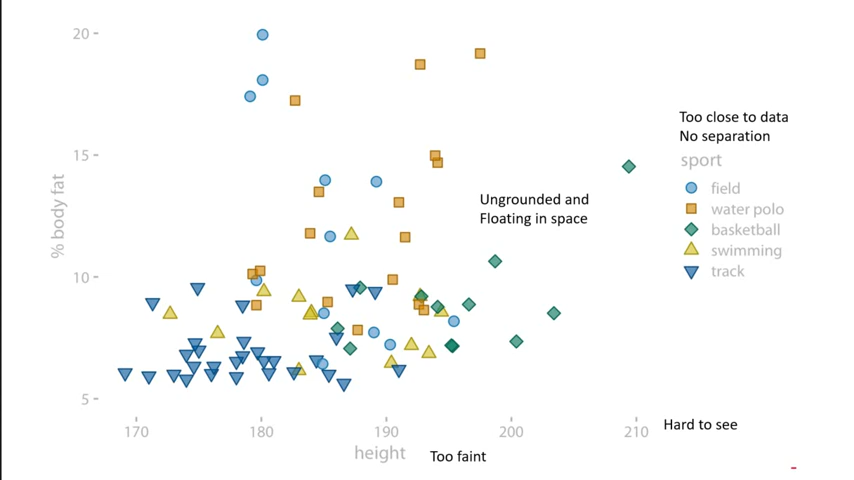 20
15
10
5
% body fat
170
180
190
200
210
height
Too faint
Hard to see
Ungrounded and
Floating in space
Too close to data
No separation
sport
field
water polo
basketball
swimming
track